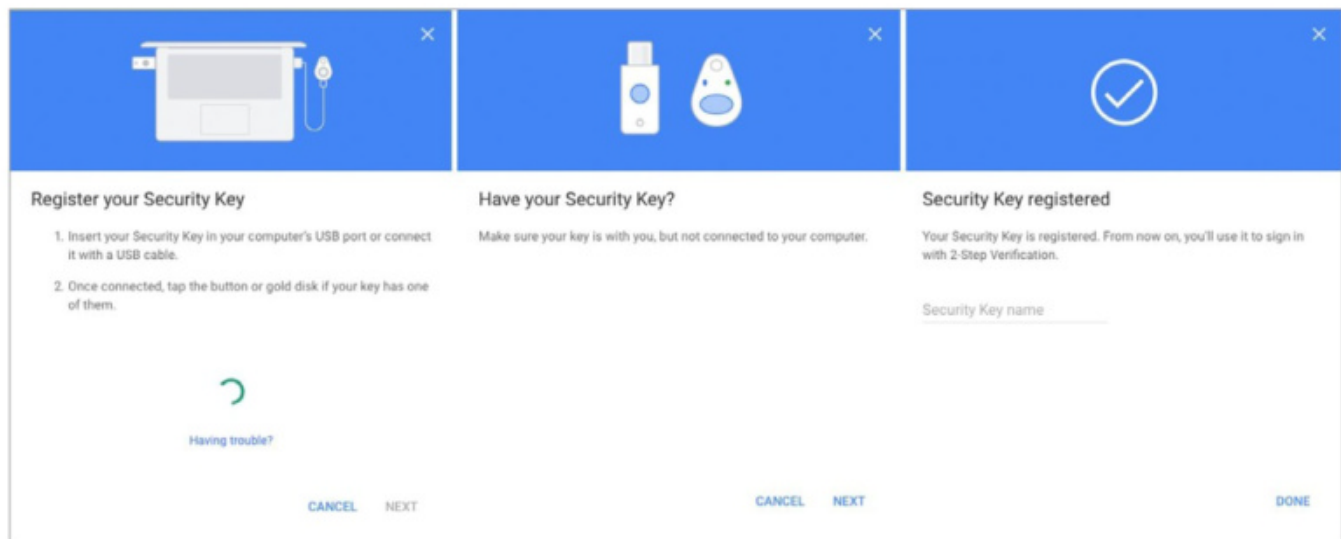 Register your Security Key
1. Insert your Security Key in your computer's USB port or connect
it with a USB cable.
2. Once connected, tap the button or gold disk if your key has one
of them.
Having trouble?
CANCEL NEXT
Have your Security Key?
Make sure your key is with you, but not connected to your computer.
CANCEL NEXT
Security Key registered
Your Security Key is registered. From now on, you'll use it to sign in
with 2-Step Verification.
Security Key name
DONE